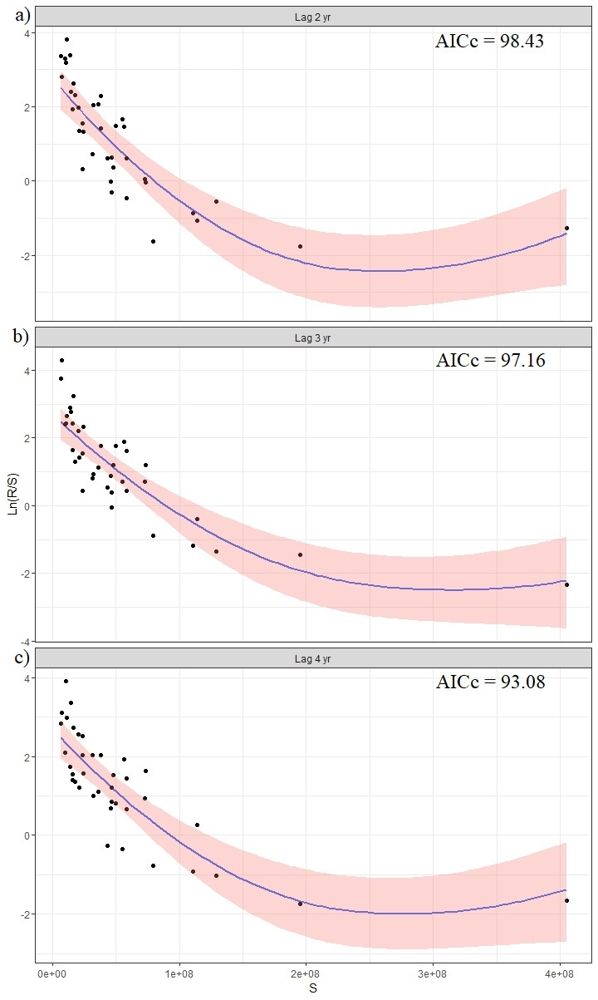 a)
Lag 2 yr
AICc = 98.43
4
2
0
-2
b)
Lag 3 yr
AICc = 97.16
4
2
0
-2
-4
Ln(R/S)
c)
Lag 4 yr
AICc = 93.08
4
2
0
-2
0e+00 1e+08 2e+08 3e+08 4e+08
S